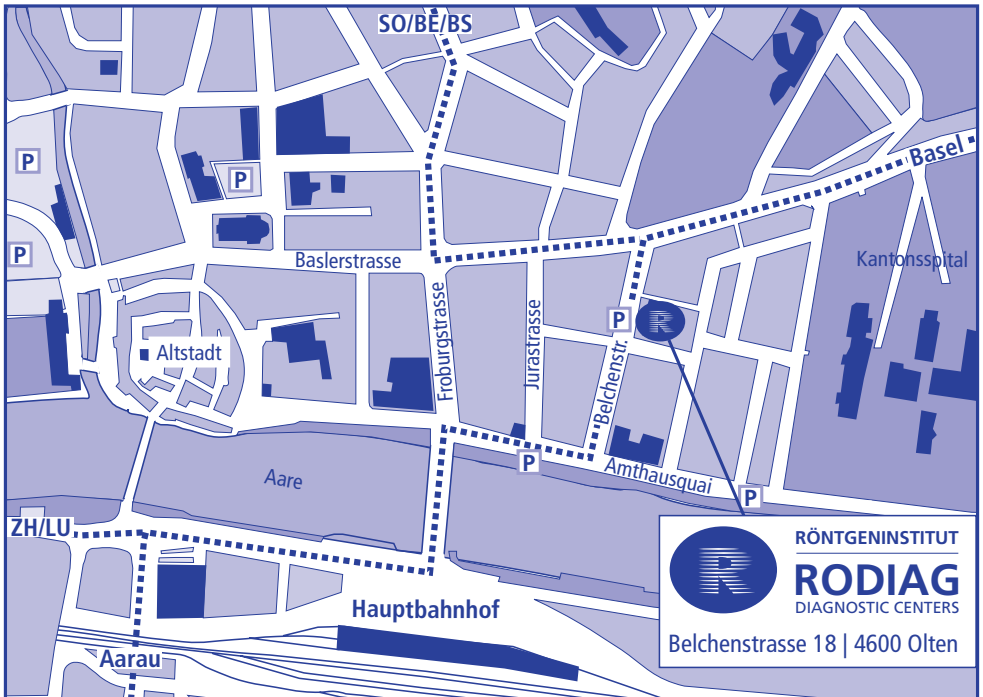 SO/BE/BS
Basel
P
P
P
Baslerstrasse
Kantonsspital
Froburgstrasse
Jurastrasse
Belchenstr.
P
R
Altstadt
P
Amthausquai
P
Aare
ZH/LU
Hauptbahnhof
Aarau
R
RÖNTGENINSTITUT
RODIAG
DIAGNOSTIC CENTERS
Belchenstrasse 18 | 4600 Olten